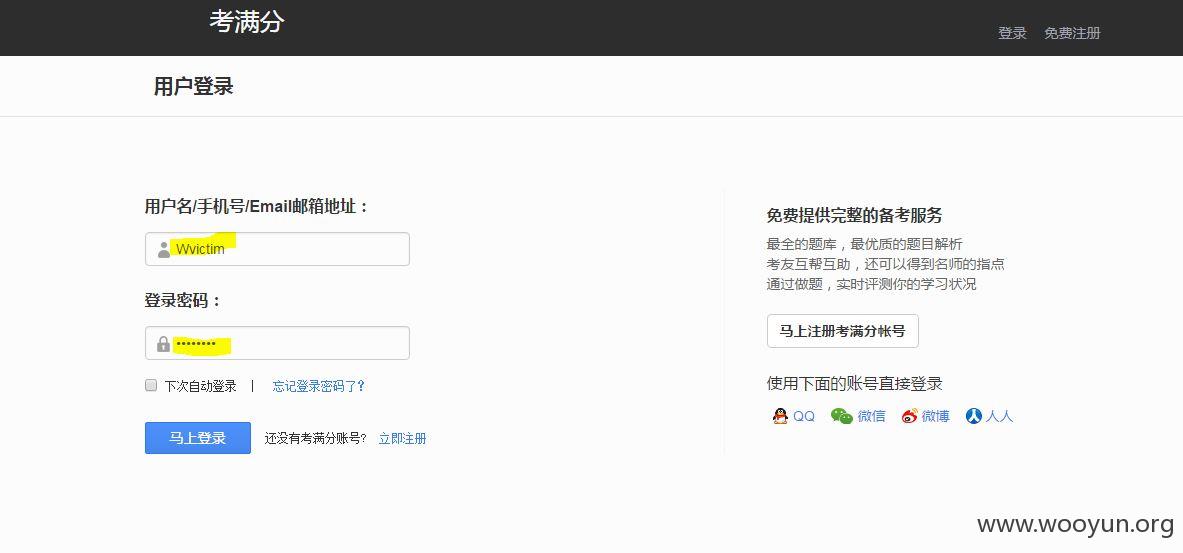 考满分
登录 免费注册
用户登录
用户名/手机号/Email邮箱地址：
Wvictim
登录密码：
••••••••
下次自动登录 | 忘记登录密码了?
马上登录 还没有考满分账号? 立即注册
免费提供完整的备考服务
最全的题库，最优质的题目解析
考友互帮互助，还可以得到名师的指点
通过做题，实时评测你的学习状况
马上注册考满分帐号
使用下面的账号直接登录
QQ 微信 微博 人人
www.wooyun.org